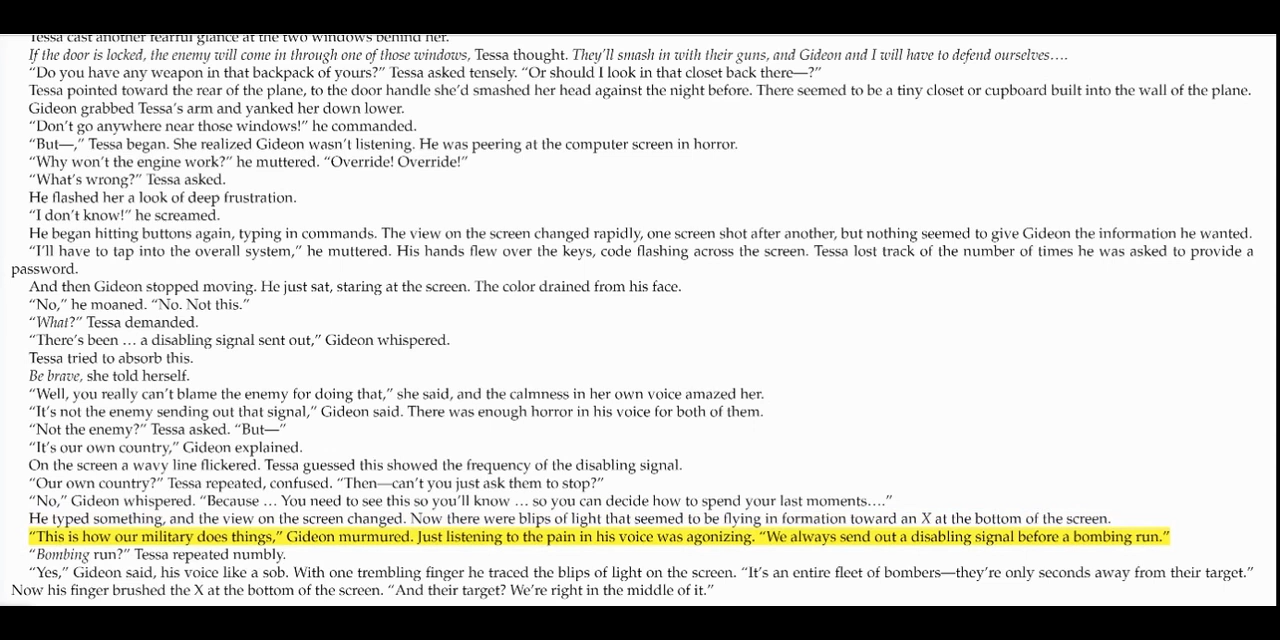 Tessa cast another fearful glance at the two windows behind her.
If the door is locked, the enemy will come in through one of those windows, Tessa thought. They'll smash in with their guns, and Gideon and I will have to defend ourselves….
“Do you have any weapon in that backpack of yours?” Tessa asked tensely. “Or should I look in that closet back there—?”
Tessa pointed toward the rear of the plane, to the door handle she'd smashed her head against the night before. There seemed to be a tiny closet or cupboard built into the wall of the plane.
Gideon grabbed Tessa's arm and yanked her down lower.
“Don't go anywhere near those windows!” he commanded.
“But—,” Tessa began. She realized Gideon wasn't listening. He was peering at the computer screen in horror.
“Why won't the engine work?” he muttered. “Override! Override!”
“What's wrong?” Tessa asked.
He flashed her a look of deep frustration.
“I don't know!” he screamed.
He began hitting buttons again, typing in commands. The view on the screen changed rapidly, one screen shot after another, but nothing seemed to give Gideon the information he wanted.
“I'll have to tap into the overall system,” he muttered. His hands flew over the keys, code flashing across the screen. Tessa lost track of the number of times he was asked to provide a
password.
And then Gideon stopped moving. He just sat, staring at the screen. The color drained from his face.
“No,” he moaned. “No. Not this.”
“What?” Tessa demanded.
“There's been … a disabling signal sent out,” Gideon whispered.
Tessa tried to absorb this.
Be brave, she told herself.
“Well, you really can't blame the enemy for doing that,” she said, and the calmness in her own voice amazed her.
“It's not the enemy sending out that signal,” Gideon said. There was enough horror in his voice for both of them.
“Not the enemy?” Tessa asked. “But—”
“It's our own country,” Gideon explained.
On the screen a wavy line flickered. Tessa guessed this showed the frequency of the disabling signal.
“Our own country?” Tessa repeated, confused. “Then—can't you just ask them to stop?”
“No,” Gideon whispered. “Because … You need to see this so you'll know … so you can decide how to spend your last moments….”
He typed something, and the view on the screen changed. Now there were blips of light that seemed to be flying in formation toward an X at the bottom of the screen.
“This is how our military does things,” Gideon murmured. Just listening to the pain in his voice was agonizing. “We always send out a disabling signal before a bombing run.”
“Bombing run?” Tessa repeated numbly.
“Yes,” Gideon said, his voice like a sob. With one trembling finger he traced the blips of light on the screen. “It's an entire fleet of bombers—they're only seconds away from their target.”
Now his finger brushed the X at the bottom of the screen. “And their target? We're right in the middle of it.”